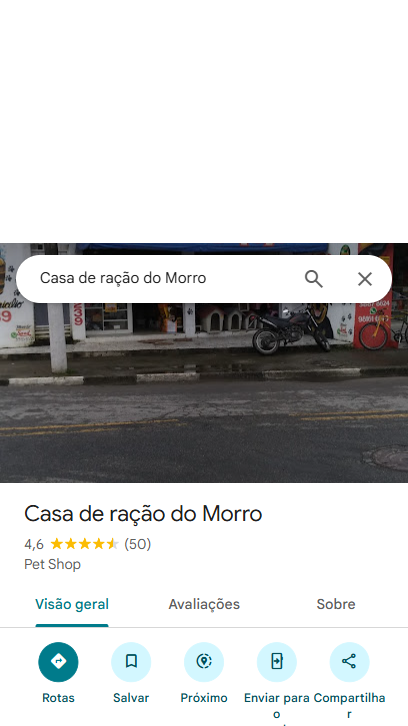 Casa de ração do Morro
Casa de ração do Morro
4,6 (50)
Pet Shop
Visão geral Avaliações Sobre
Rotas Salvar Próximo Enviar para o Compartilhar